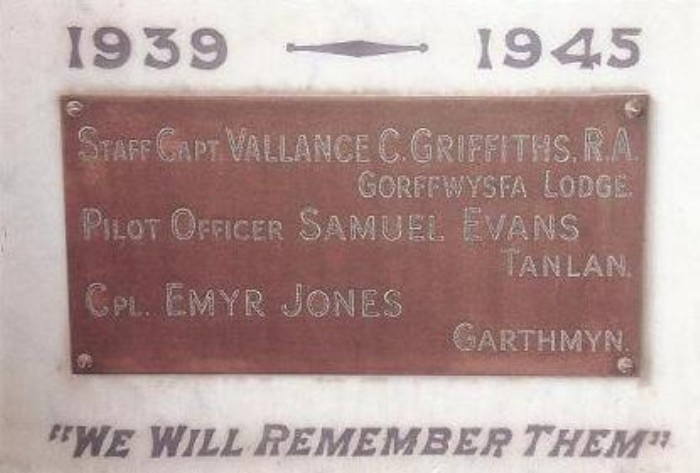 1939 1945
STAFF CAPT VALLANCE C. GRIFFITHS. R.A.
GORFFWYSFA LODGE.
PILOT OFFICER SAMUEL EVANS
TANLAN.
CPL. EMYR JONES
GARTHMYN.
"WE WILL REMEMBER THEM"